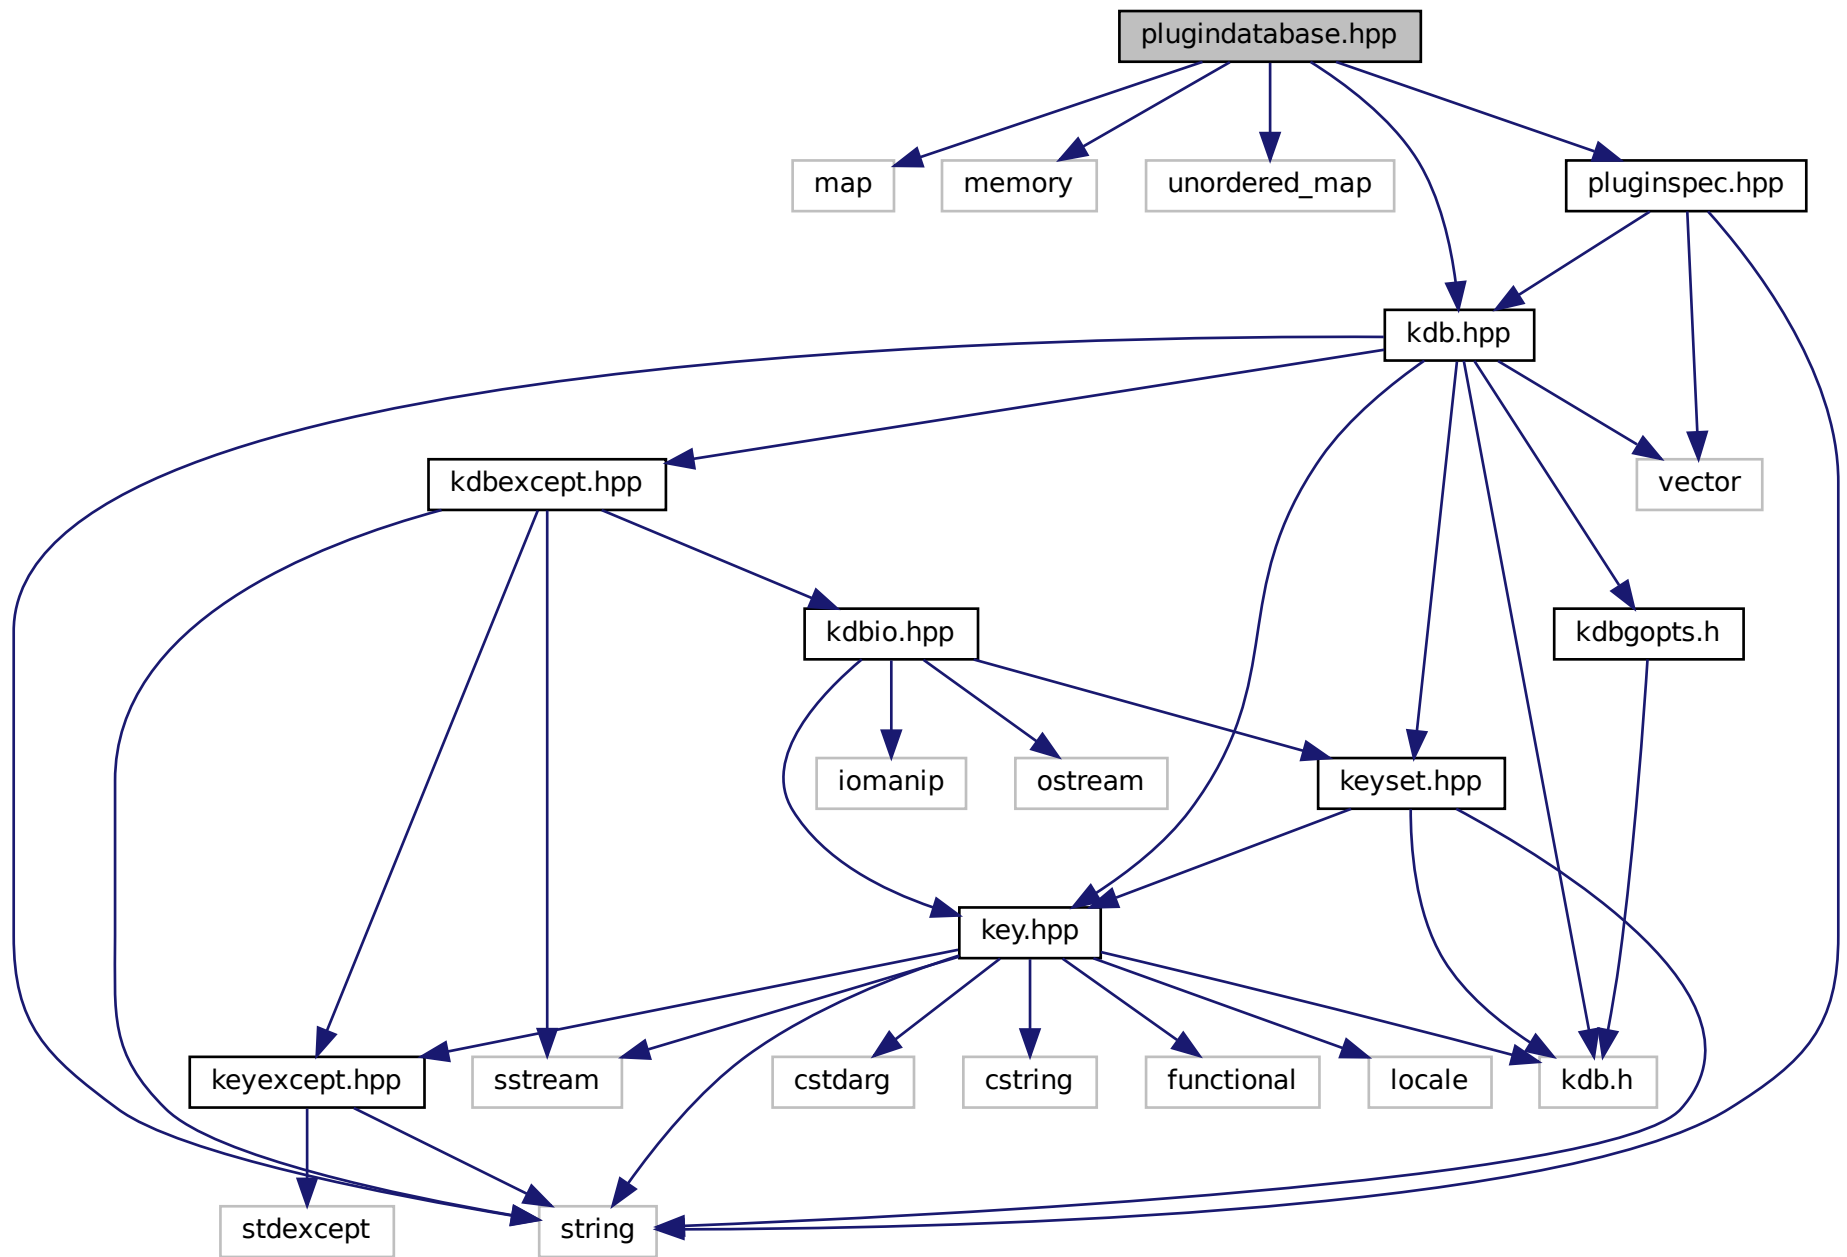 plugindatabase.hpp
map
memory
unordered_map
pluginspec.hpp
kdb.hpp
kdbexcept.hpp
vector
kdbio.hpp
kdbgopts.h
iomanip
ostream
keyset.hpp
key.hpp
keyexcept.hpp
sstream
cstdarg
cstring
functional
locale
kdb.h
stdexcept
string